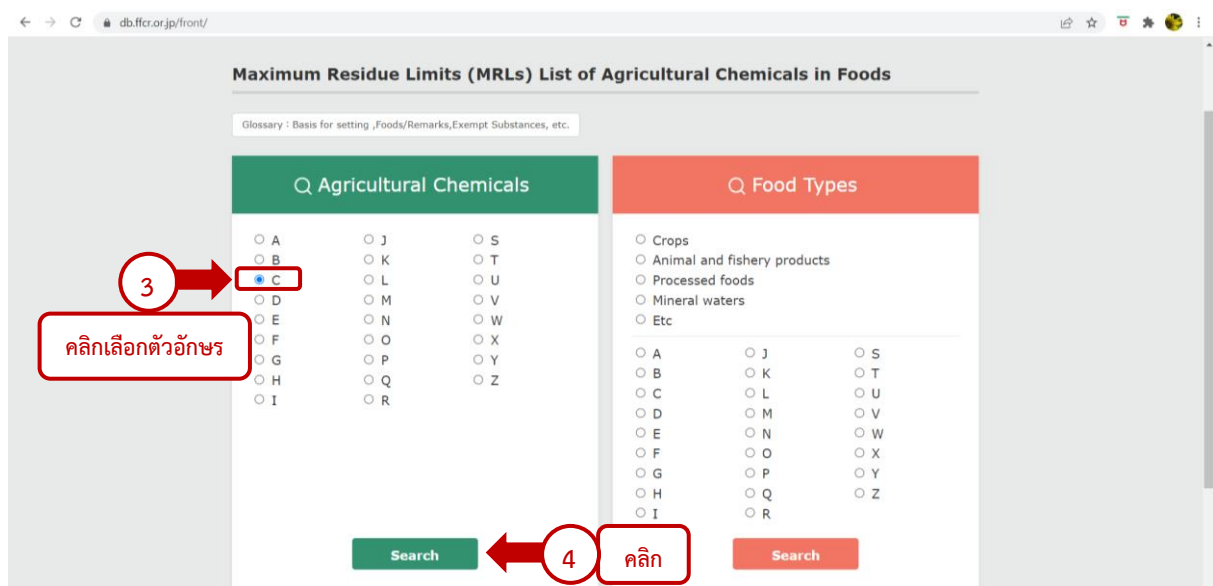 db.ffcr.or.jp/front/
Maximum Residue Limits (MRLs) List of Agricultural Chemicals in Foods
Glossary : Basis for setting ,Foods/Remarks,Exempt Substances, etc.
Agricultural Chemicals
A J S
B K T
C L U
D M V
E N W
F O X
G P Y
H Q Z
I R
Search
3
คลิกเลือกตัวอักษร
4
คลิก
Food Types
Crops
Animal and fishery products
Processed foods
Mineral waters
Etc
A J S
B K T
C L U
D M V
E N W
F O X
G P Y
H Q Z
I R
Search